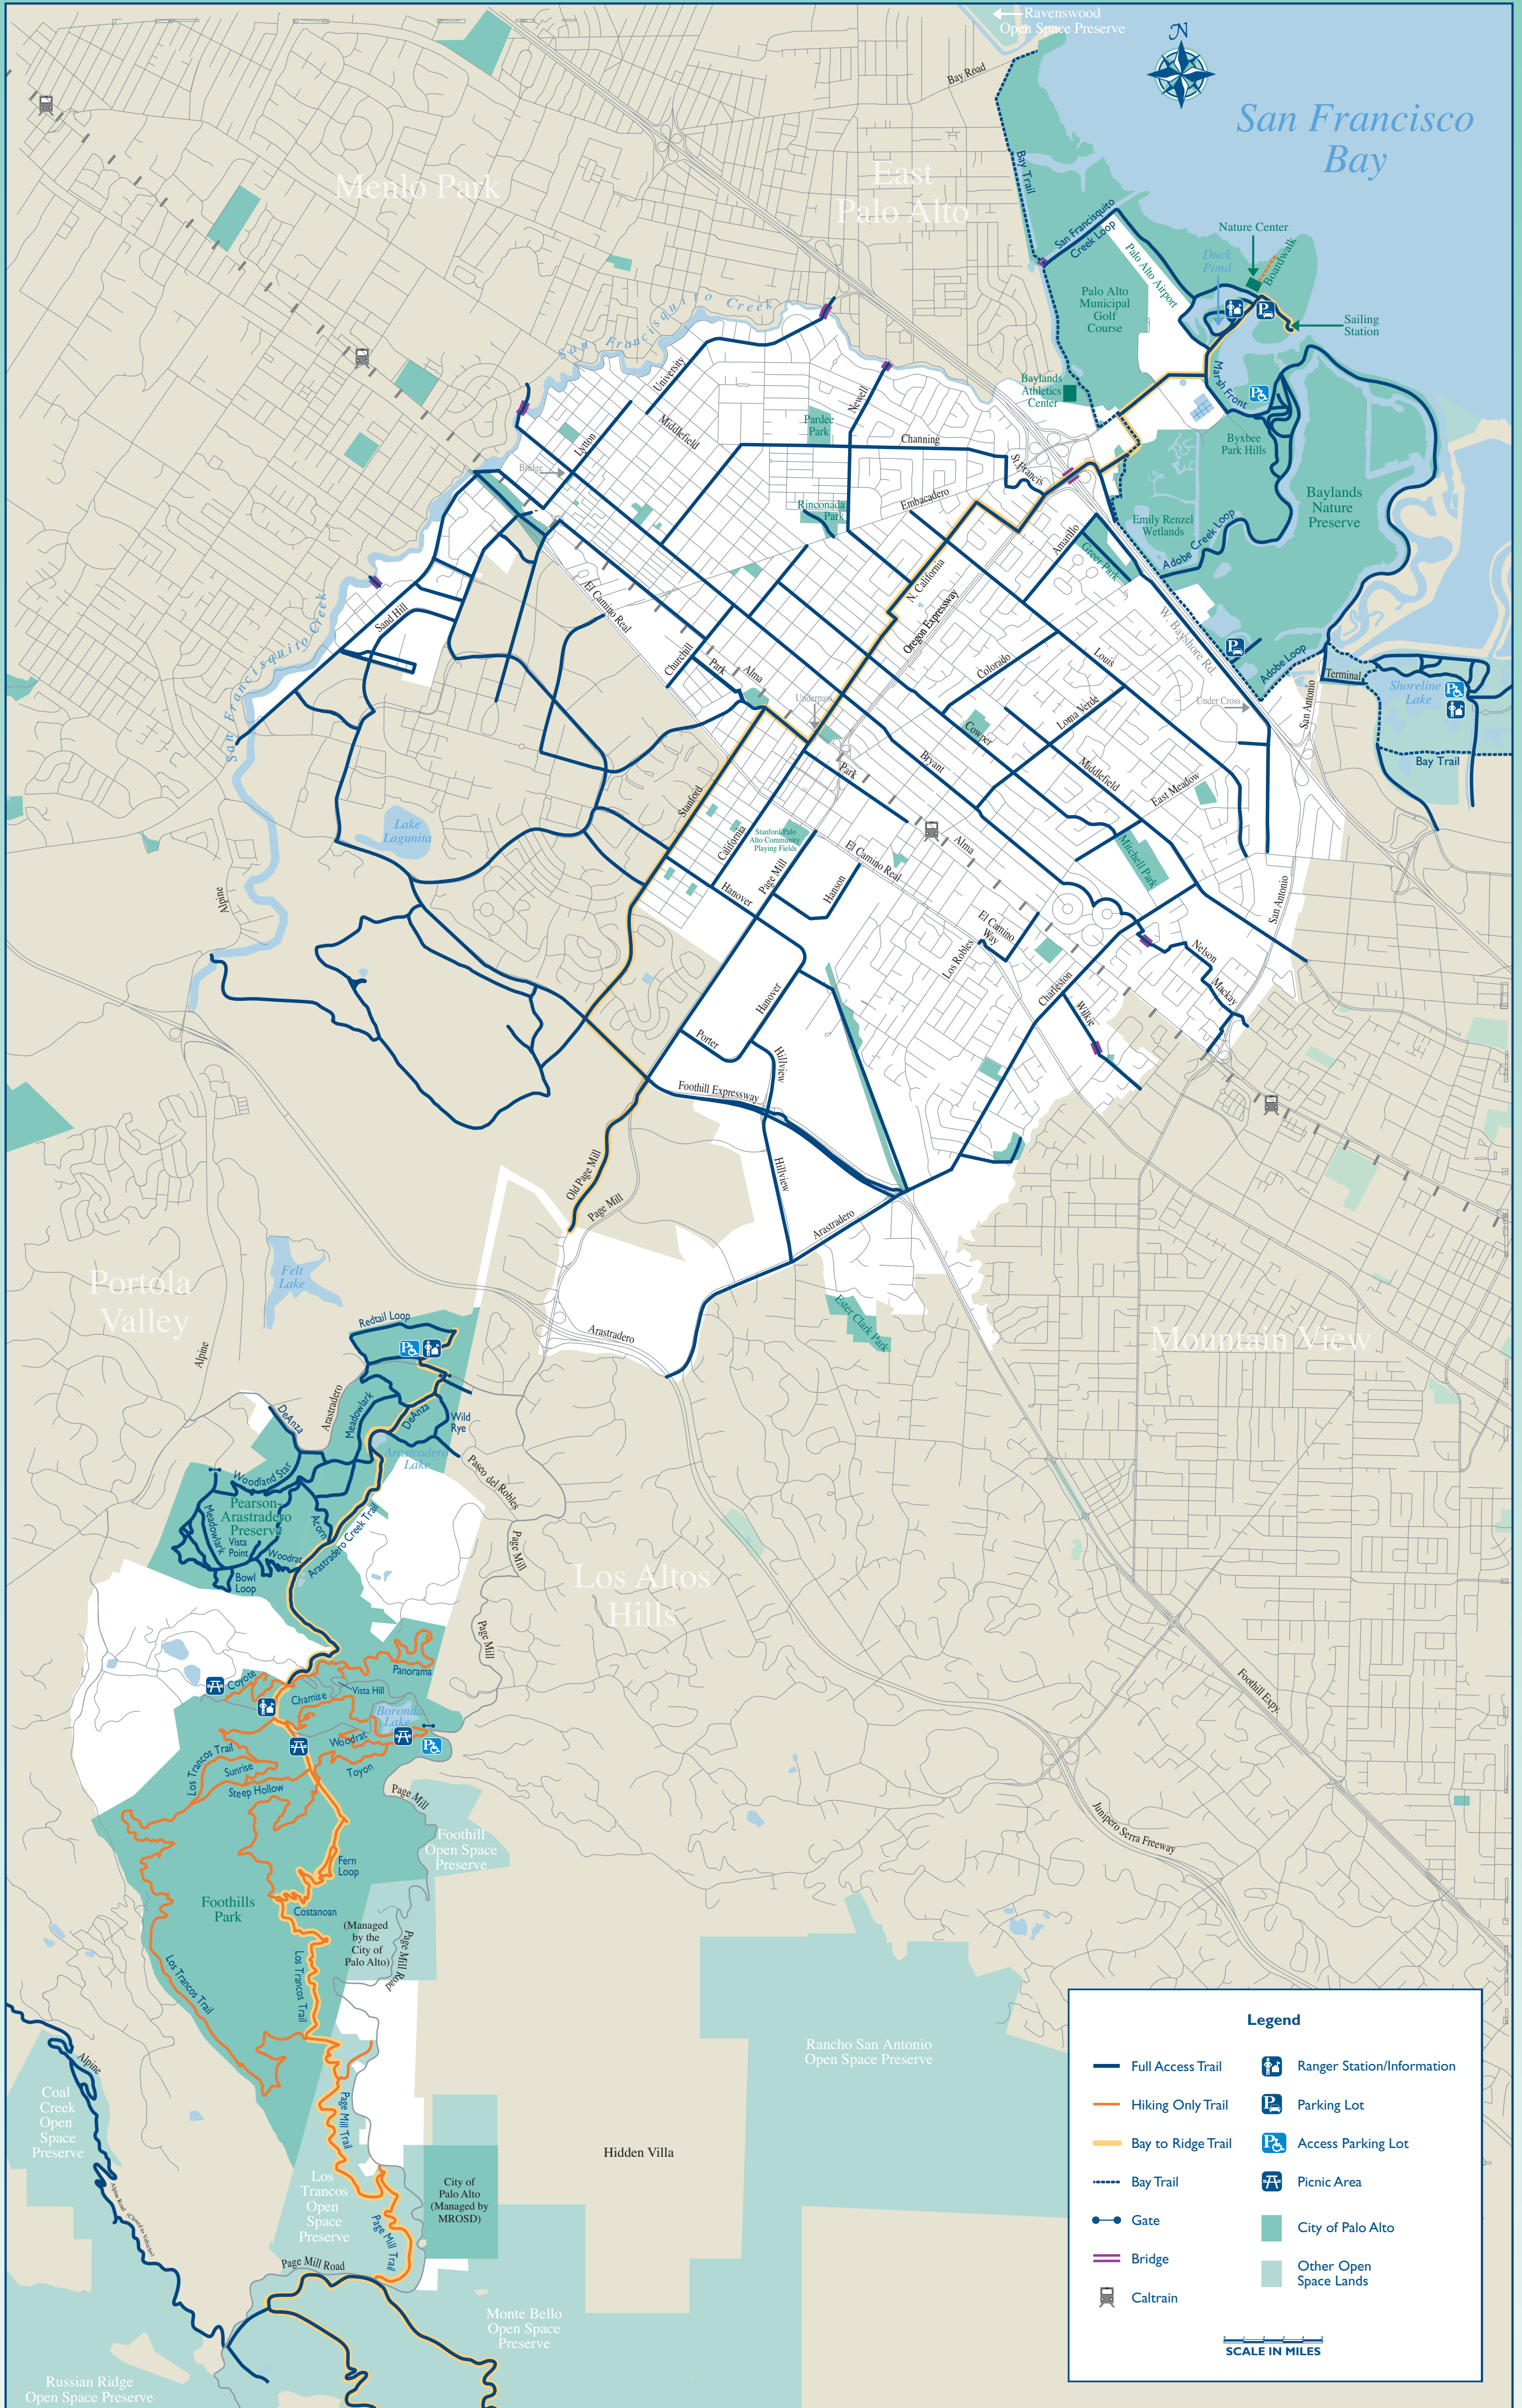 Ravenswood
Open Space Preserve
Bay Road
N
San Francisco
Bay
Menlo Park
East
Palo Alto
Bay Trail
San Francisquito
Creek Loop
Palo Alto Airport
Nature Center
Boardwalk
Duck
Pond
Palo Alto
Municipal
Golf
Course
Sailing
Station
San Francisquito Creek
University
Middlefield
Newell
Lytton
Bridge
Pardee
Park
Channing
Baylands
Athletics
Center
Marsh Front
Byxbee
Park Hills
St. Francis
Embacadero
Rinconada
Park
Emily Renzel
Wetlands
Baylands
Nature
Preserve
Adobe Creek Loop
Amarillo
Greer Park
San Francisquito Creek
Sand Hill
El Camino Real
N. California
Oregon Expressway
Churchill
Park
Alma
Underpass
Colorado
Louis
W. Bayshore Rd.
Adobe Loop
Terminal
Shoreline
Lake
San Antonio
Under Cross
Loma Verde
Cowper
Bryant
Middlefield
East Meadow
Bay Trail
Park
Stanford
California
Stanford/Palo
Alto Community
Playing Fields
Lake
Lagunita
El Camino Real
Alma
Mitchell Park
Page Mill
Hanover
Hanson
Alpine
San Antonio
El Camino
Way
Los Robles
Nelson
Mackay
Charleston
Wilkie
Hanover
Porter
Hillview
Foothill Expressway
Old Page Mill
Page Mill
Hillview
Arastradero
Portola
Valley
Felt
Lake
Ester Clark Park
Arastradero
Mountain View
Redtail Loop
Alpine
Arastradero
DeAnza
Meadowlark
DeAnza
Wild
Rye
Arastradero
Lake
Paseo del Robles
Woodland Star
Pearson-
Arastradero
Preserve
Meadowlark
Vista
Point
Acorn
Woodrat
Bowl
Loop
Arastradero Creek Trail
Page Mill
Los Altos
Hills
Page Mill
Panorama
Coyote
Vista Hill
Chamise
Boronda
Lake
Woodrat
Los Trancos Trail
Sunrise
Steep Hollow
Toyon
Page Mill
Foothill Expy.
Junipero Serra Freeway
Foothill
Open Space
Preserve
Fern
Loop
Foothills
Park
Costanoan
(Managed
by the
City of
Palo Alto)
Page Mill Road
Los Trancos Trail
Los Trancos Trail
Rancho San Antonio
Open Space Preserve
Alpine
Coal
Creek
Open
Space
Preserve
Page Mill Trail
Hidden Villa
Los
Trancos
Open
Space
Preserve
City of
Palo Alto
(Managed by
MROSD)
Alpine Road (Closed to Vehicles)
Page Mill Trail
Page Mill Road
Monte Bello
Open Space
Preserve
Russian Ridge
Open Space Preserve
Legend
Full Access Trail
Hiking Only Trail
Bay to Ridge Trail
Bay Trail
Gate
Bridge
Caltrain
Ranger Station/Information
Parking Lot
Access Parking Lot
Picnic Area
City of Palo Alto
Other Open
Space Lands
SCALE IN MILES